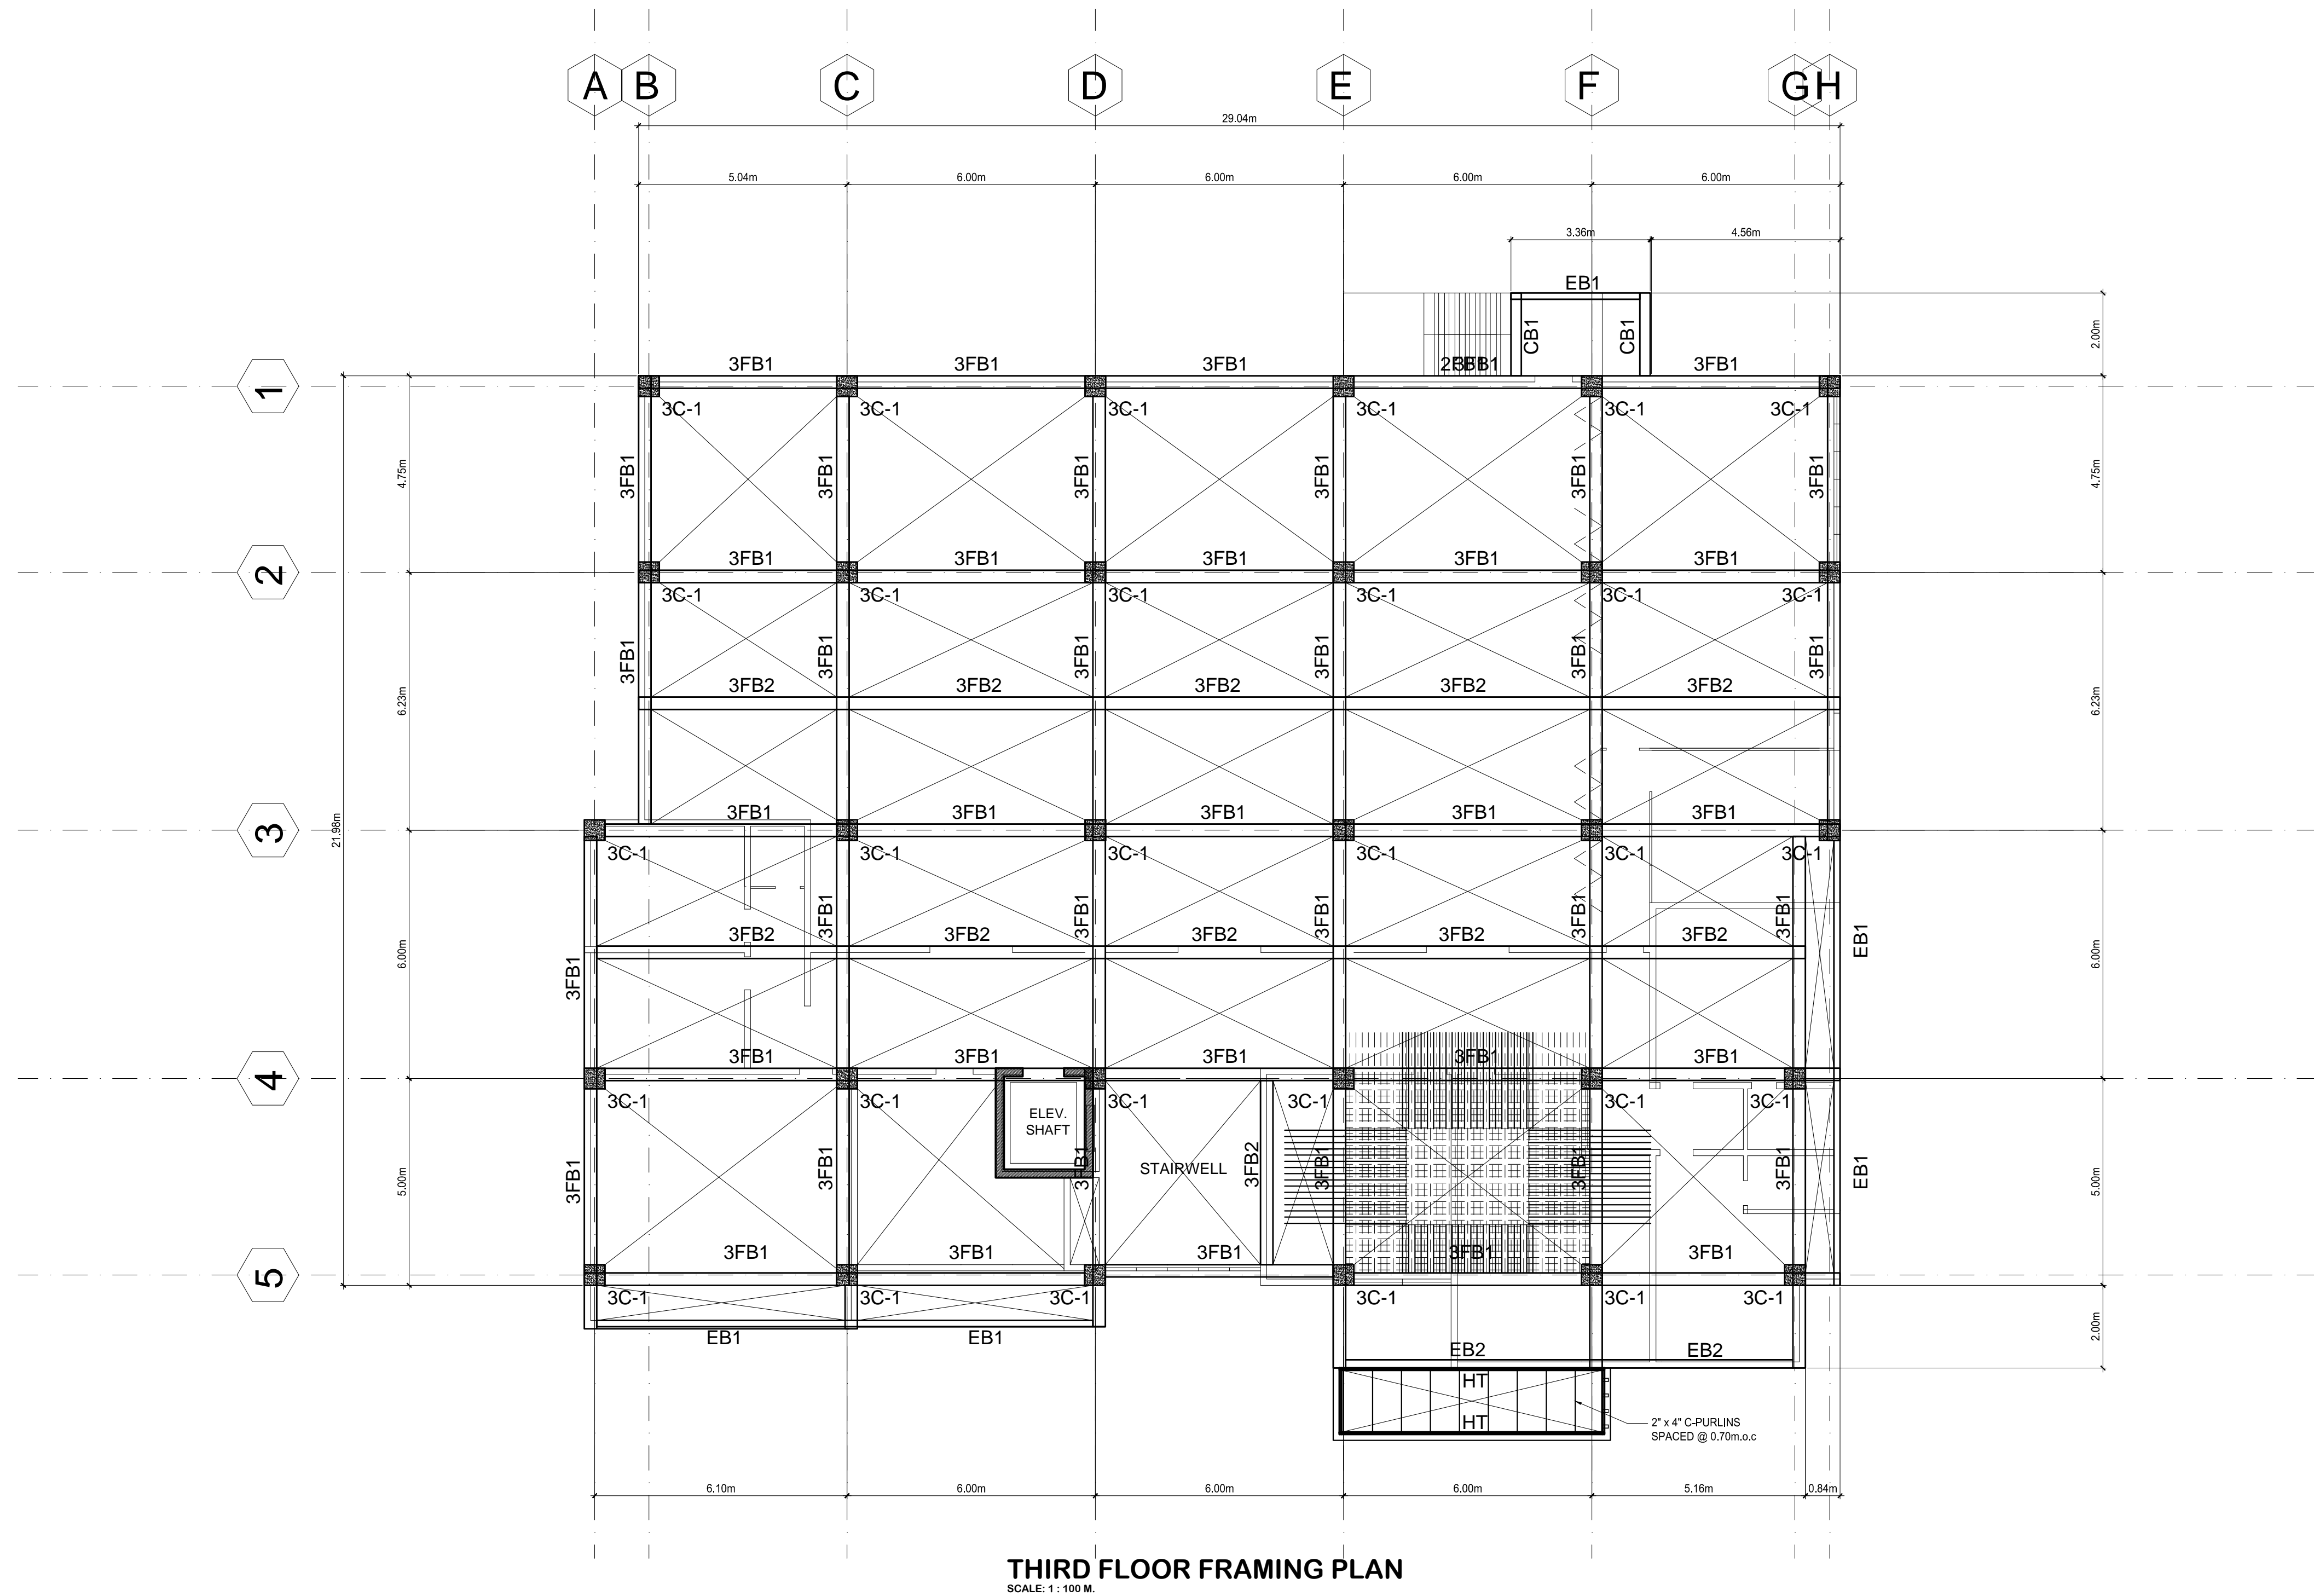 A B C D E F G H
29.04m
5.04m 6.00m 6.00m 6.00m 6.00m
3.36m 4.56m
EB1
CB1 CB1
2.00m
3FB1 3FB1 3FB1 3FB1 3FB1
1
3C-1 3C-1 3C-1 3C-1 3C-1 3C-1
4.75m 3FB1 3FB1 3FB1 3FB1 3FB1 3FB1 4.75m
3FB1 3FB1 3FB1 3FB1 3FB1
2
3C-1 3C-1 3C-1 3C-1 3C-1 3C-1
3FB1 3FB1 3FB1 3FB1 3FB1 3FB1
3FB2 3FB2 3FB2 3FB2 3FB2
6.23m 6.23m
3FB1 3FB1 3FB1 3FB1 3FB1
3
21.98m
3C-1 3C-1 3C-1 3C-1 3C-1 3C-1
3FB1 3FB1 3FB1 3FB1 3FB1
3FB2 3FB2 3FB2 3FB2 3FB2
EB1
6.00m 3FB1 6.00m
3FB1 3FB1 3FB1 3FB1 3FB1
4
3C-1 3C-1 3C-1 3C-1 3C-1 3C-1
ELEV.
SHAFT
STAIRWELL
5.00m 3FB1 3FB1 3FB1 3FB2 3FB1 3FB1 3FB1 EB1 5.00m
3FB1 3FB1 3FB1 3FB1 3FB1
5
3C-1 3C-1 3C-1 3C-1 3C-1 3C-1
EB1 EB1
2.00m
EB2 EB2
HT
HT
2" x 4" C-PURLINS
SPACED @ 0.70m.o.c
6.10m 6.00m 6.00m 6.00m 5.16m 0.84m
THIRD FLOOR FRAMING PLAN
SCALE: 1 : 100 M.